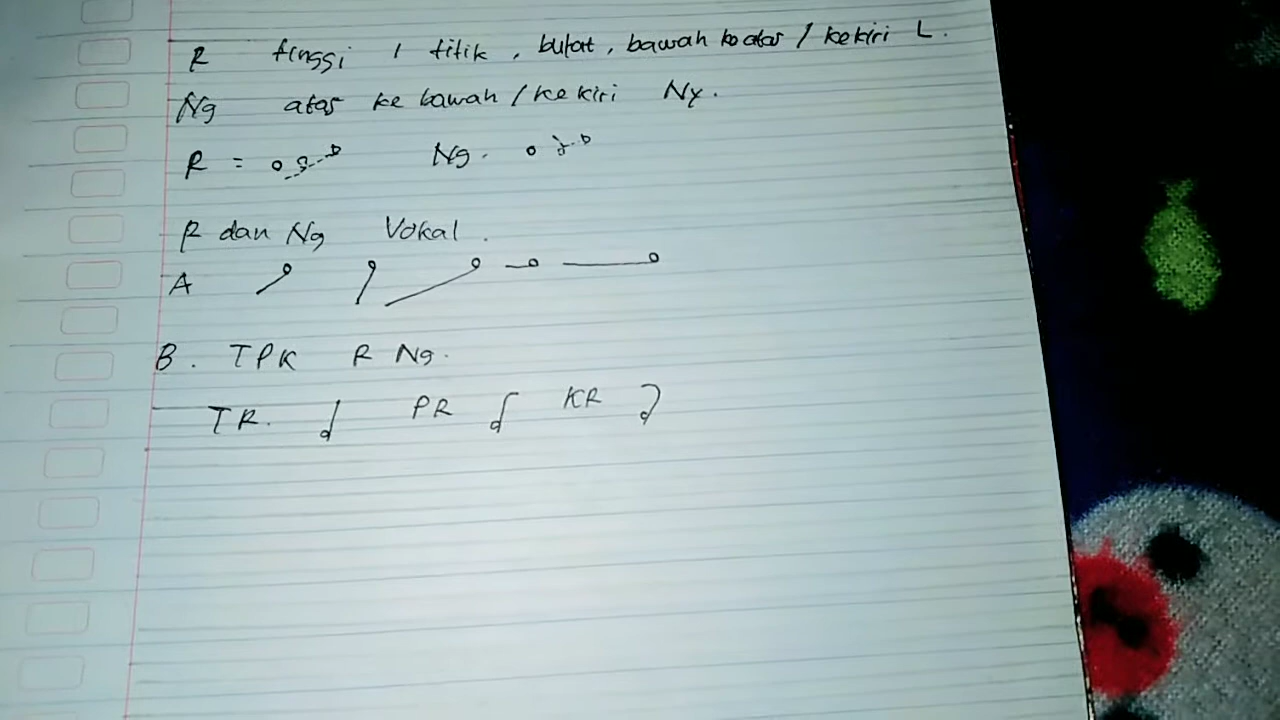 R tinggi 1 titik, bulat, bawah ke atas / ke kiri L.
Ng atas ke bawah / ke kiri Ny.
R = Ng.
R dan Ng Vokal.
A
B. TPK R Ng.
TR. PR KR